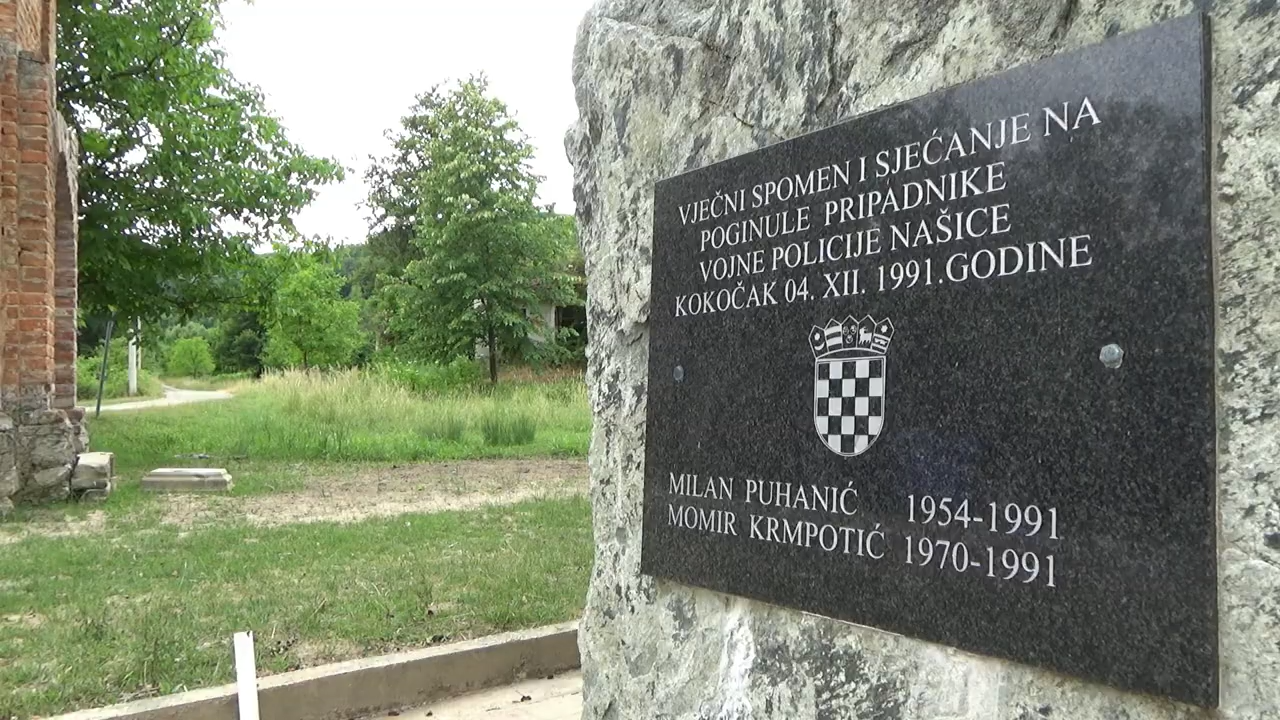 VJEČNI SPOMEN I SJEĆANJE NA
POGINULE PRIPADNIKE
VOJNE POLICIJE NAŠICE
KOKOČAK 04. XII. 1991.GODINE
MILAN PUHANIĆ 1954-1991
MOMIR KRMPOTIĆ 1970-1991